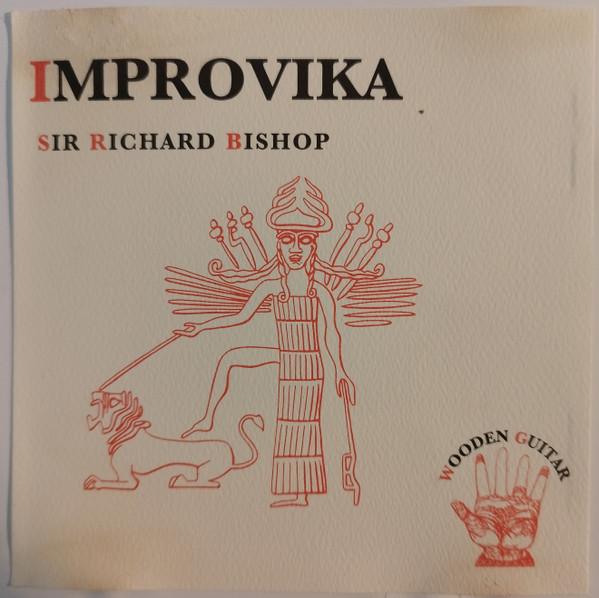 IMPROVIKA
SIR RICHARD BISHOP
WOODEN GUITAR